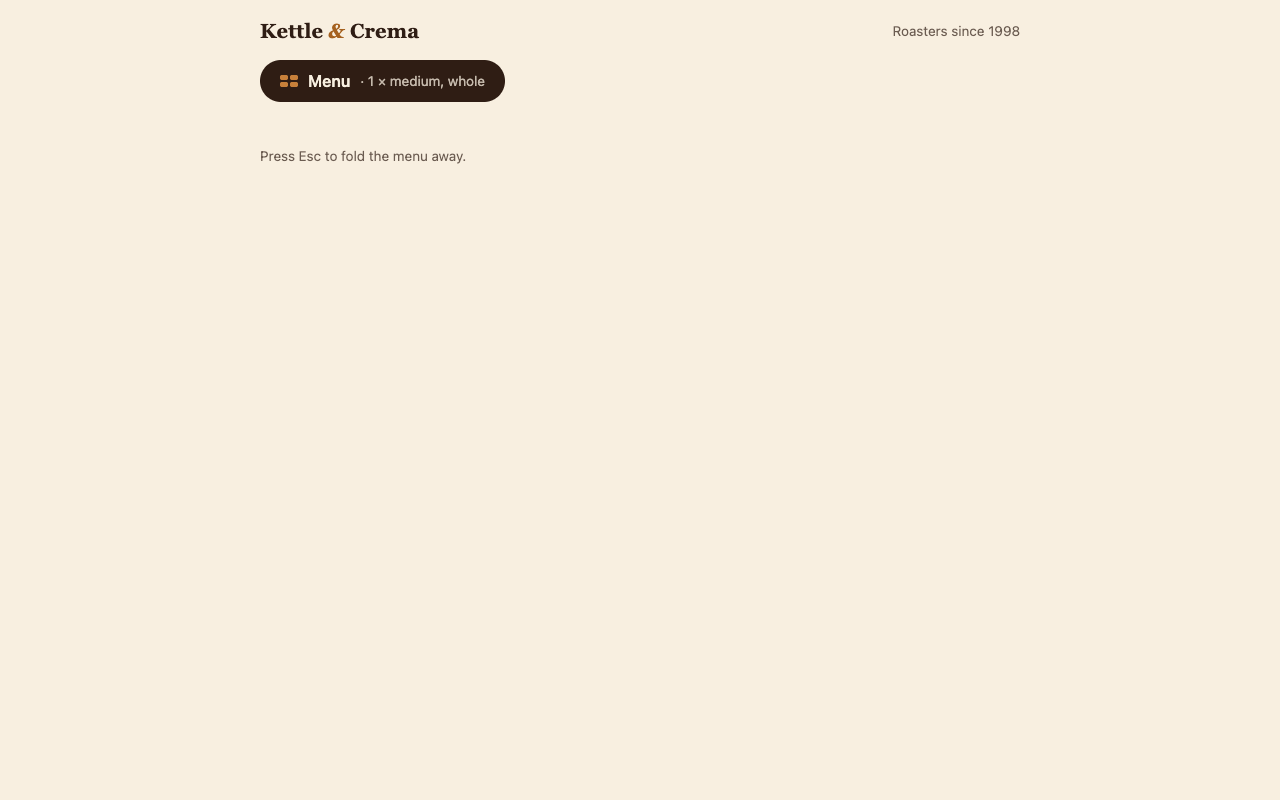 Kettle & Crema
Roasters since 1998
Menu · 1 × medium, whole
Press Esc to fold the menu away.